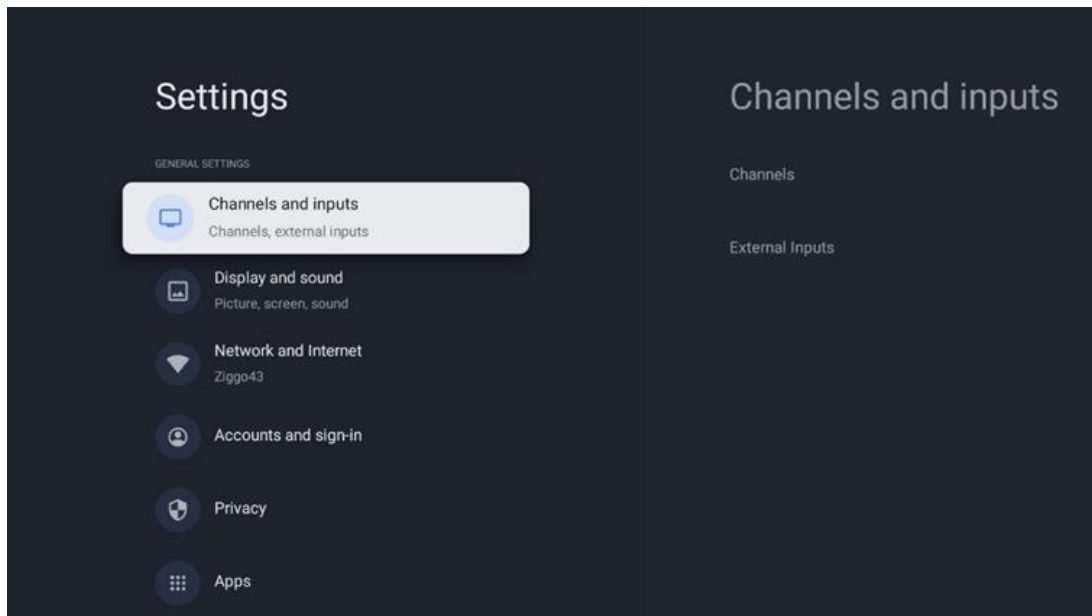 Settings
GENERAL SETTINGS
Channels and inputs
Channels, external inputs
Display and sound
Picture, screen, sound
Network and Internet
Ziggo43
Accounts and sign-in
Privacy
Apps
Channels and inputs
Channels
External Inputs